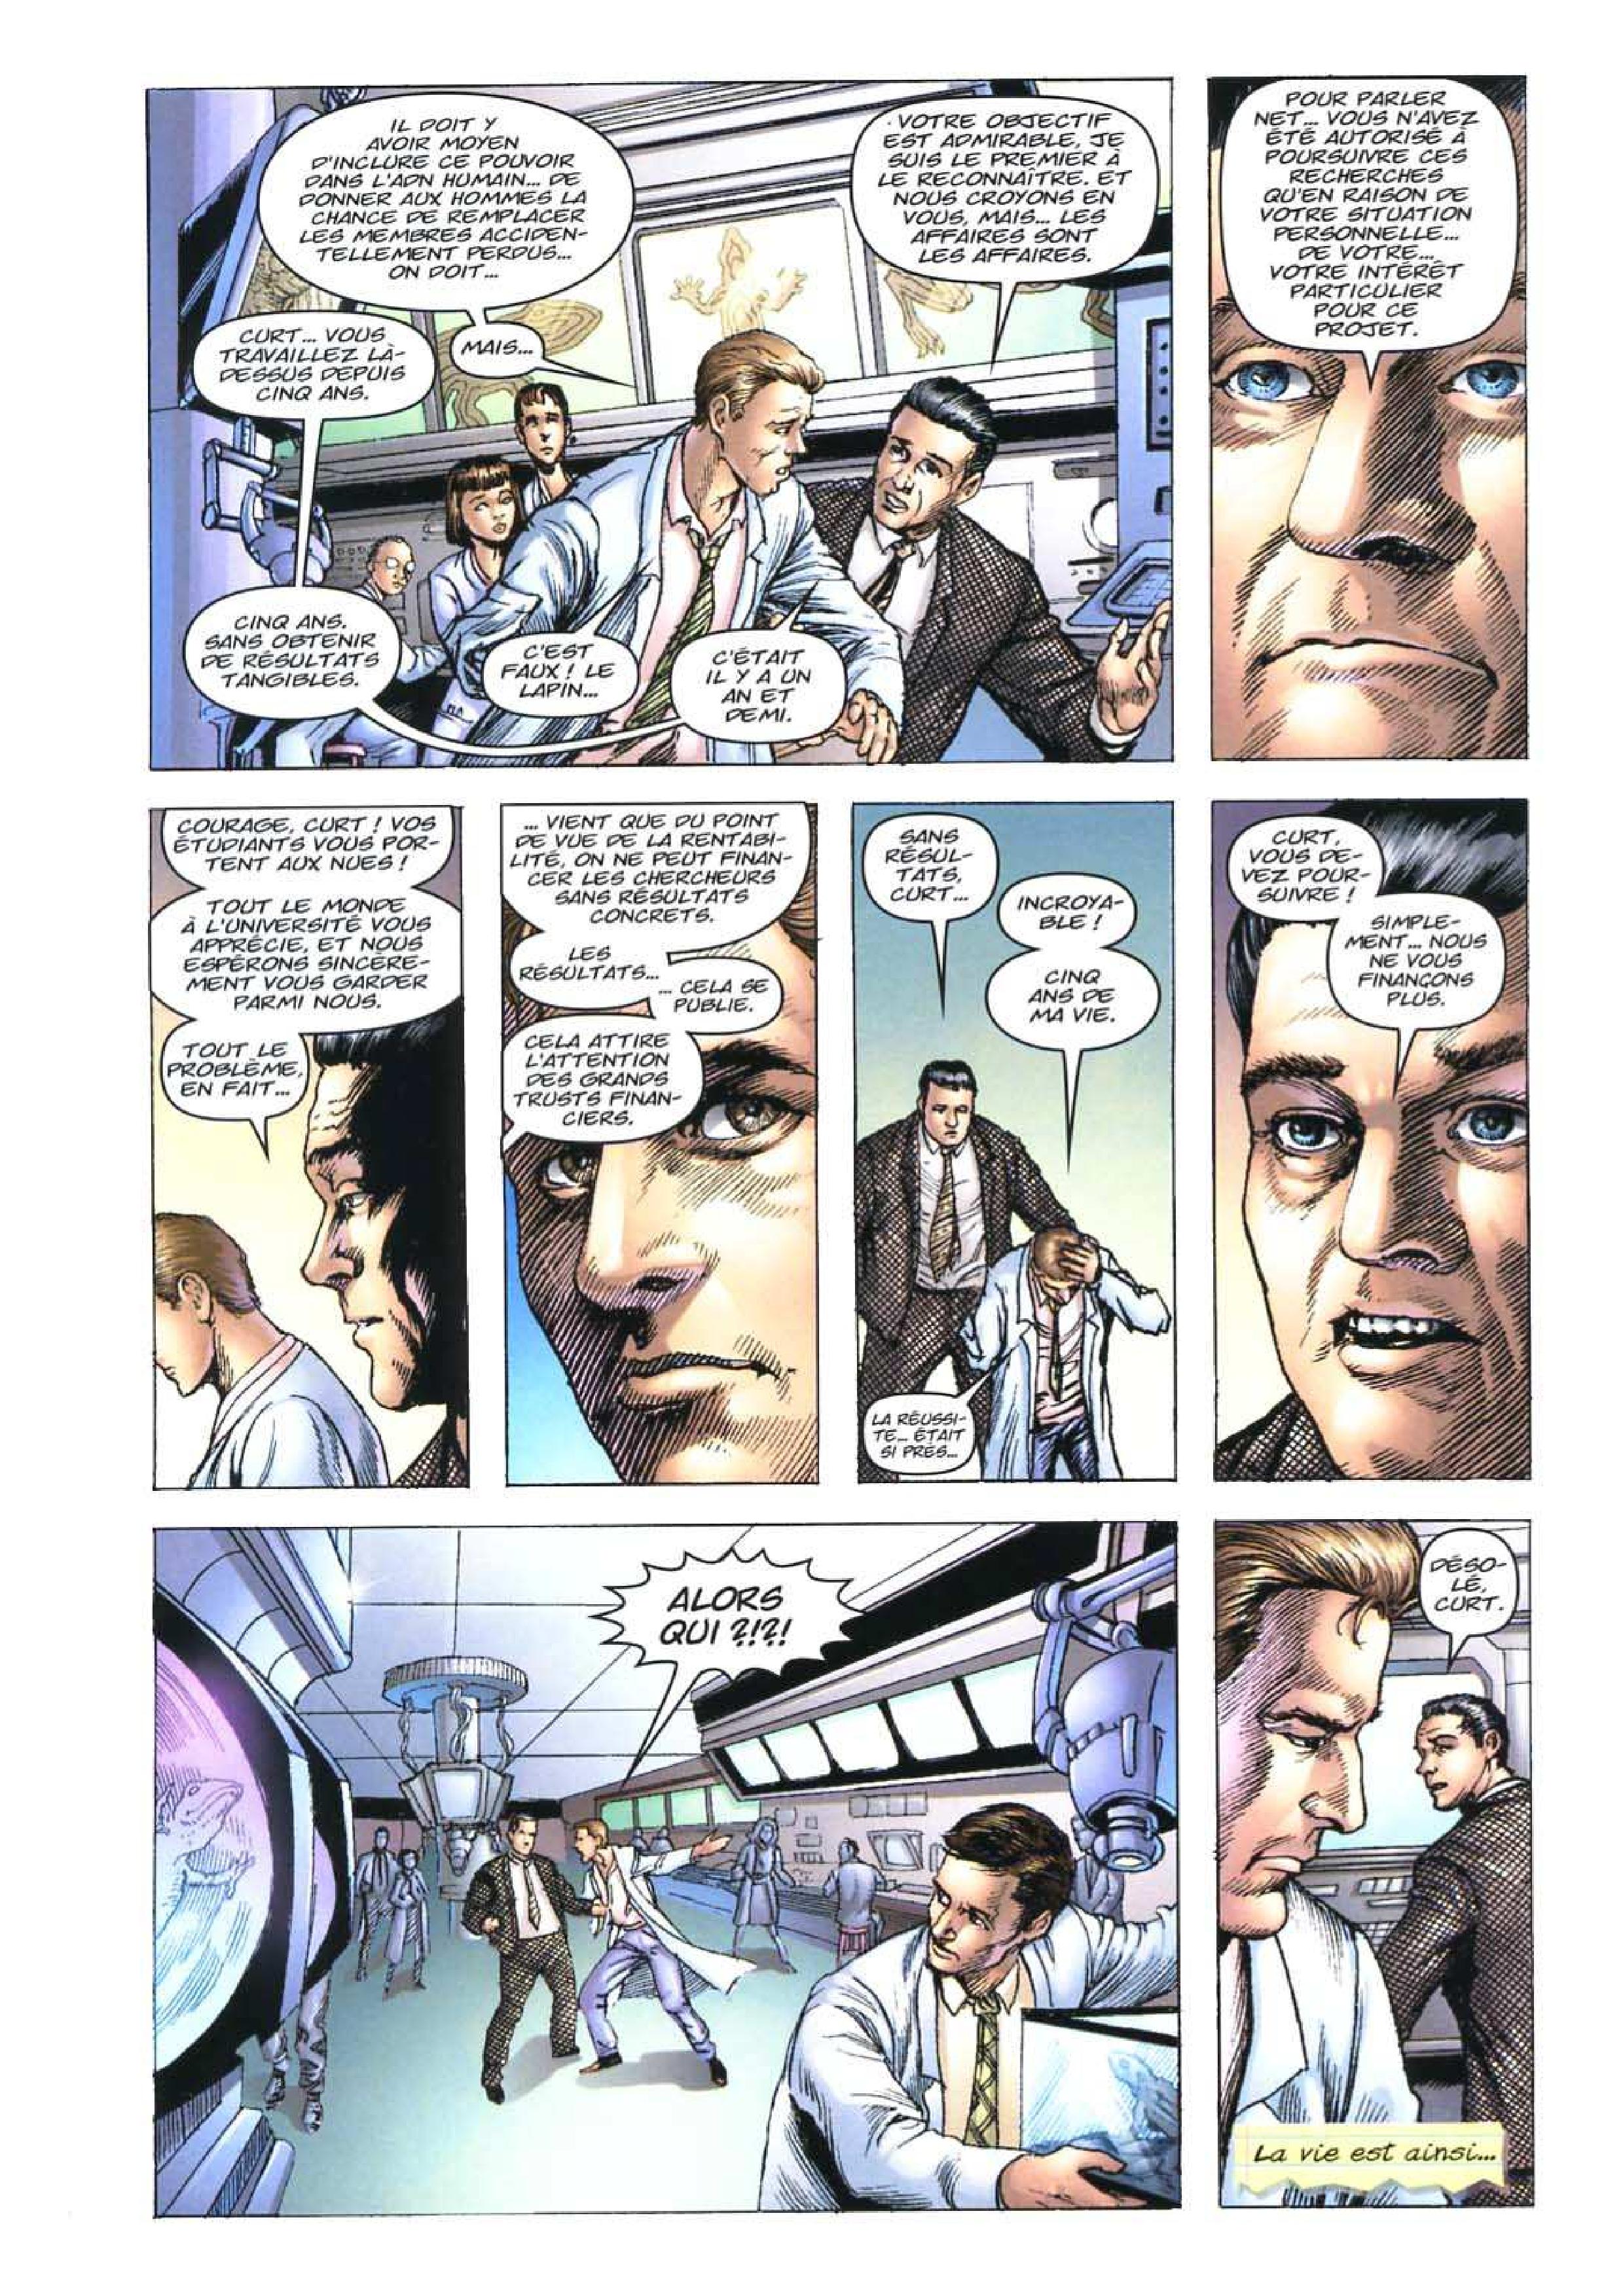 IL DOIT Y
AVOIR MOYEN
D'INCLURE CE POUVOIR
DANS L'ADN HUMAIN... DE
DONNER AUX HOMMES LA
CHANCE DE REMPLACER
LES MEMBRES ACCIDEN-
TELLEMENT PERDUS...
ON DOIT...
CURT... VOUS
TRAVAILLEZ LÀ-
DESSUS DEPUIS
CINQ ANS.
MAIS...
VOTRE OBJECTIF
EST ADMIRABLE, JE
SUIS LE PREMIER À
LE RECONNAÎTRE. ET
NOUS CROYONS EN
VOUS, MAIS... LES
AFFAIRES SONT
LES AFFAIRES.
CINQ ANS.
SANS OBTENIR
DE RÉSULTATS
TANGIBLES.
C'EST
FAUX ! LE
LAPIN...
C'ÉTAIT
IL Y A UN
AN ET
DEMI.
POUR PARLER
NET... VOUS N'AVEZ
ÉTÉ AUTORISÉ À
POURSUIVRE CES
RECHERCHES
QU'EN RAISON DE
VOTRE SITUATION
PERSONNELLE...
DE VOTRE...
VOTRE INTÉRÊT
PARTICULIER
POUR CE
PROJET.
COURAGE, CURT ! VOS
ÉTUDIANTS VOUS POR-
TENT AUX NUES !
TOUT LE MONDE
À L'UNIVERSITÉ VOUS
APPRÉCIE, ET NOUS
ESPÉRONS SINCÈRE-
MENT VOUS GARDER
PARMI NOUS.
TOUT LE
PROBLÈME,
EN FAIT...
... VIENT QUE DU POINT
DE VUE DE LA RENTABI-
LITÉ, ON NE PEUT FINAN-
CER LES CHERCHEURS
SANS RÉSULTATS
CONCRETS.
LES
RÉSULTATS...
... CELA SE
PUBLIE.
CELA ATTIRE
L'ATTENTION
DES GRANDS
TRUSTS FINAN-
CIERS.
SANS
RÉSUL-
TATS,
CURT...
INCROYA-
BLE !
CINQ
ANS DE
MA VIE.
LA RÉUSSI-
TE... ÉTAIT
SI PRÈS...
CURT,
VOUS DE-
VEZ POUR-
SUIVRE !
SIMPLE-
MENT... NOUS
NE VOUS
FINANÇONS
PLUS.
ALORS
QUI ?!?!
DÉSO-
LÉ,
CURT.
La vie est ainsi...